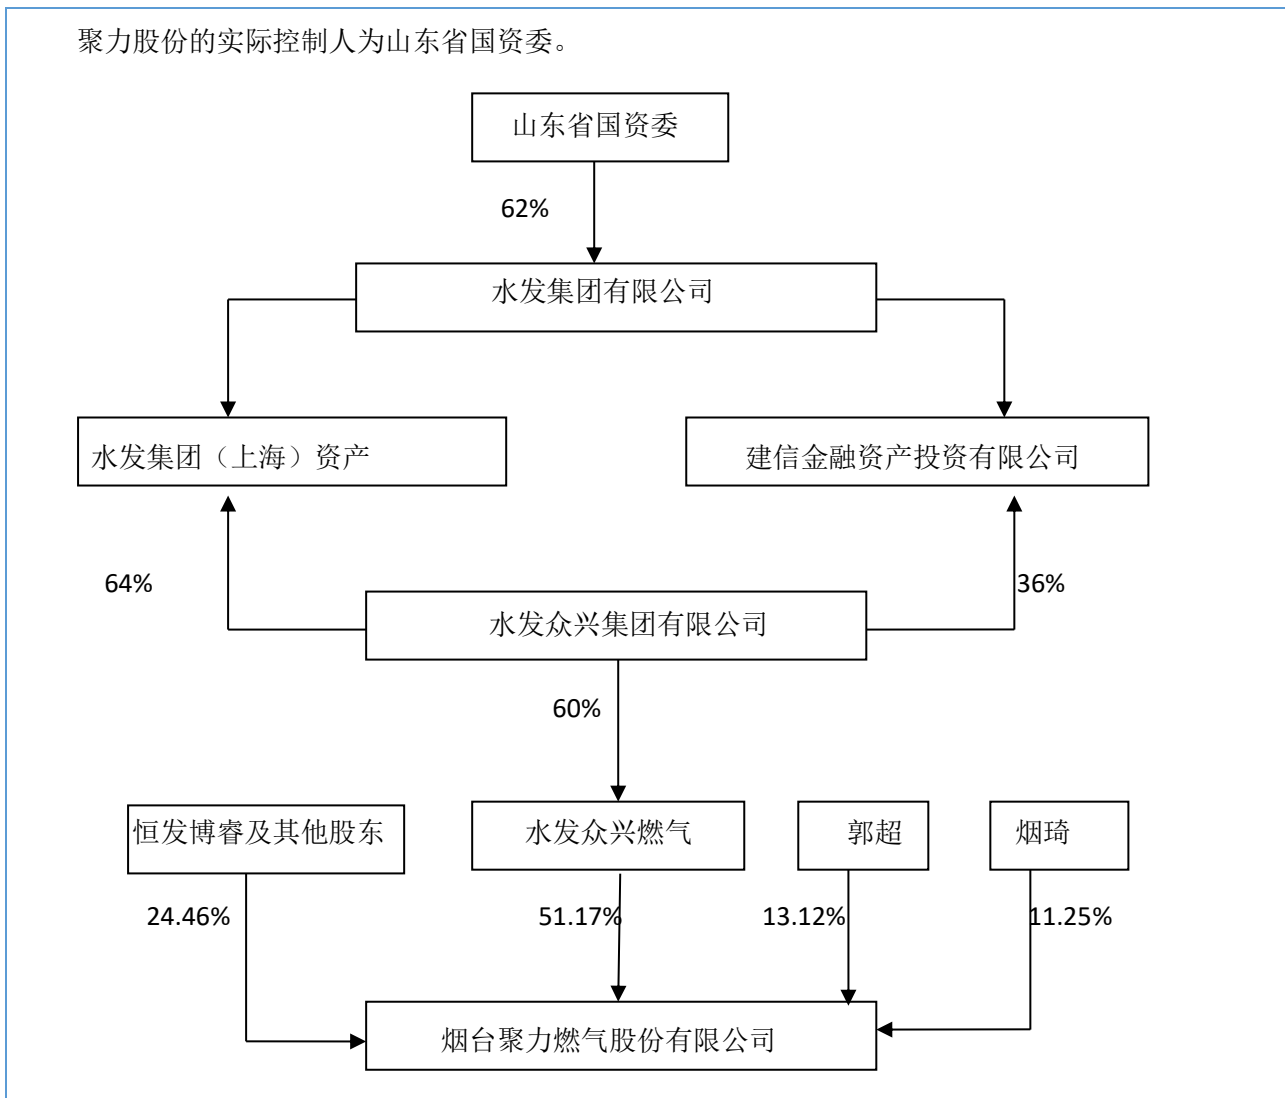 聚力股份的实际控制人为山东省国资委。
山东省国资委
62%
水发集团有限公司
水发集团（上海）资产
建信金融资产投资有限公司
64%
36%
水发众兴集团有限公司
60%
恒发博睿及其他股东
水发众兴燃气
郭超
烟琦
24.46%
51.17%
13.12%
11.25%
烟台聚力燃气股份有限公司